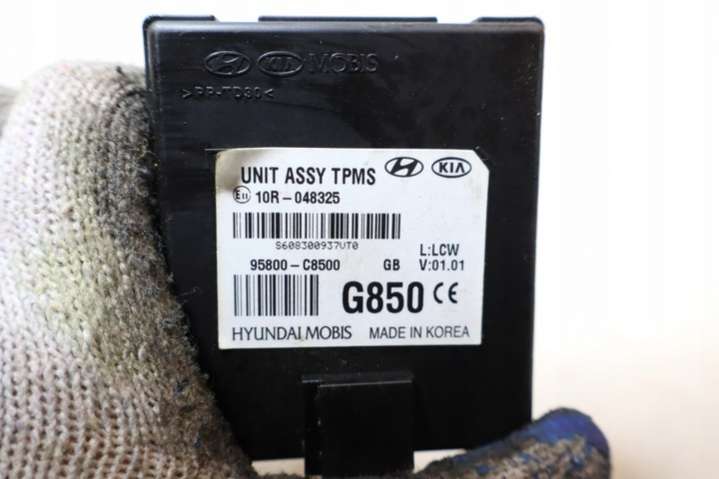 KIA MOBIS
>PP-TD30<
UNIT ASSY TPMS KIA
E11 10R-048325
S608300937UT0
95800-C8500 GB L:LCW
V:01.01
G850 CE
HYUNDAI MOBIS MADE IN KOREA